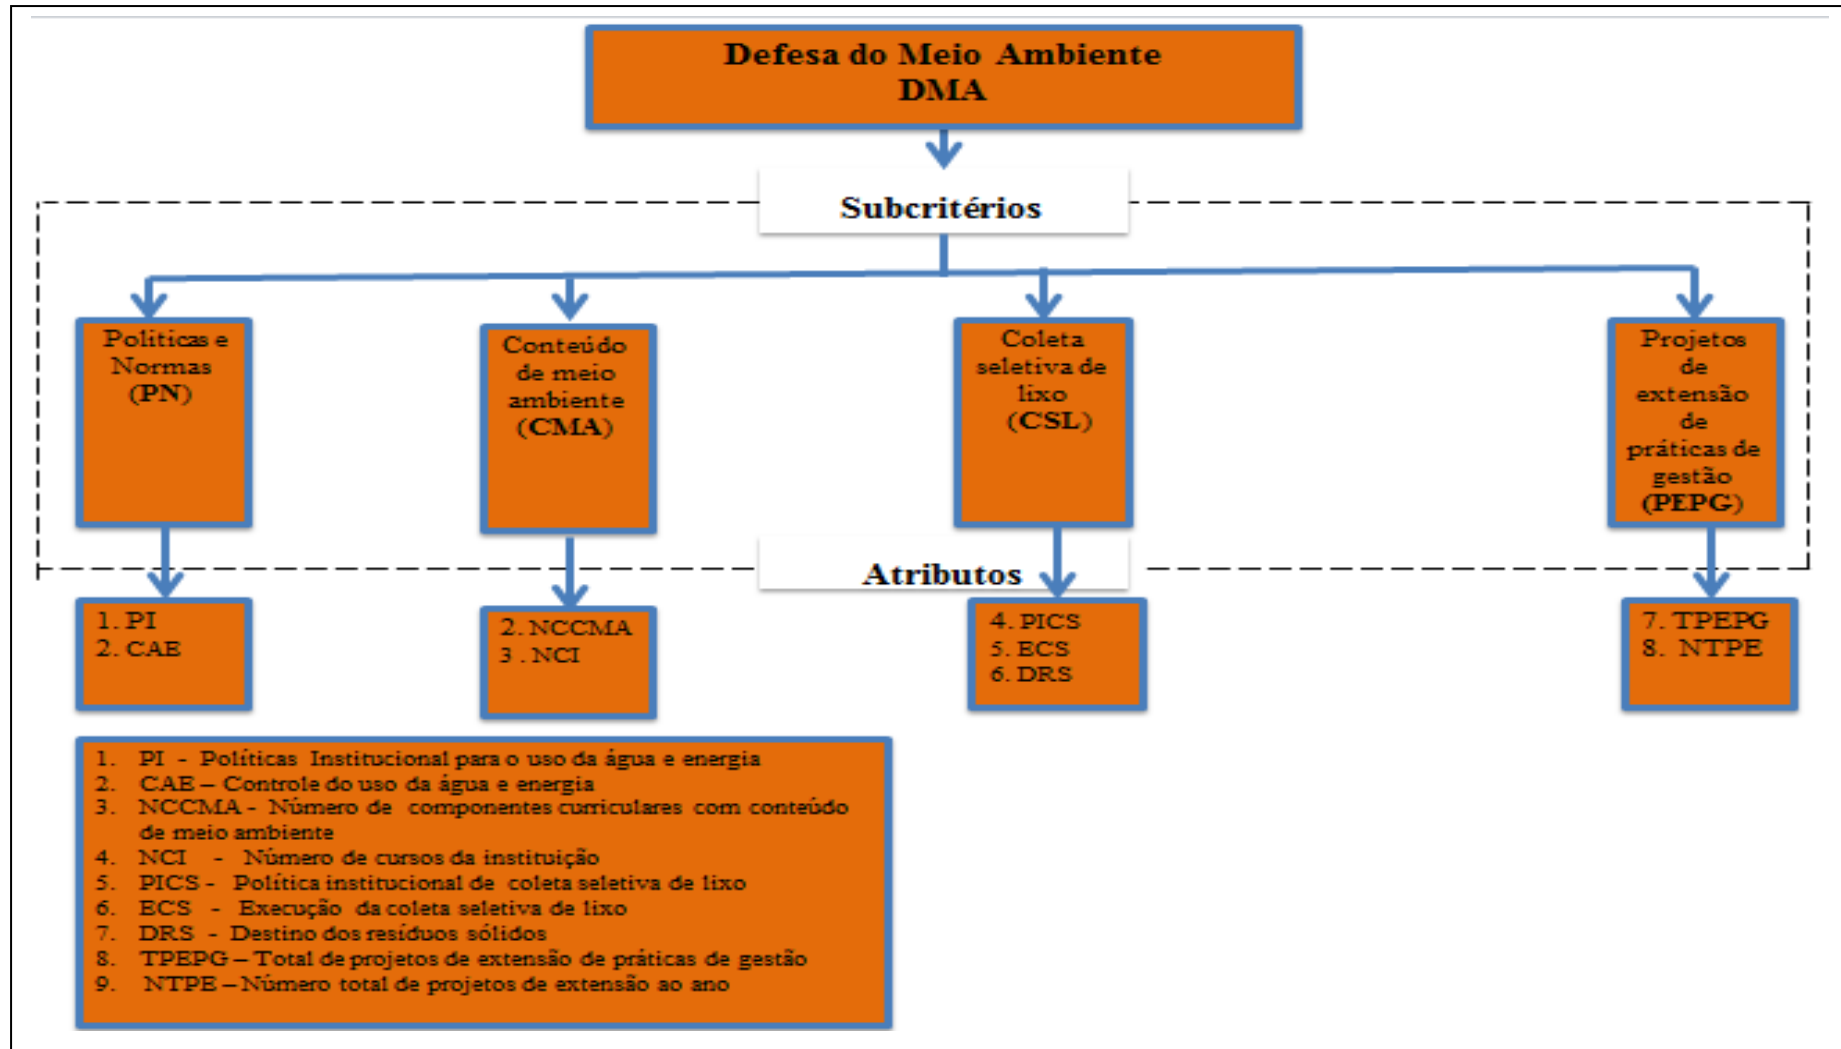 Defesa do Meio Ambiente
DMA
Subcritérios
Políticas e
Normas
(PN)
Conteúdo
de meio
ambiente
(CMA)
Coleta
seletiva de
lixo
(CSL)
Projetos
de
extensão
de
práticas de
gestão
(PEPG)
Atributos
1. PI
2. CAE
2. NCCMA
3 . NCI
4. PICS
5. ECS
6. DRS
7. TPEPG
8. NTPE
1. PI - Políticas Institucional para o uso da água e energia
2. CAE – Controle do uso da água e energia
3. NCCMA - Número de componentes curriculares com conteúdo
de meio ambiente
4. NCI - Número de cursos da instituição
5. PICS - Política institucional de coleta seletiva de lixo
6. ECS - Execução da coleta seletiva de lixo
7. DRS - Destino dos resíduos sólidos
8. TPEPG – Total de projetos de extensão de práticas de gestão
9. NTPE – Número total de projetos de extensão ao ano